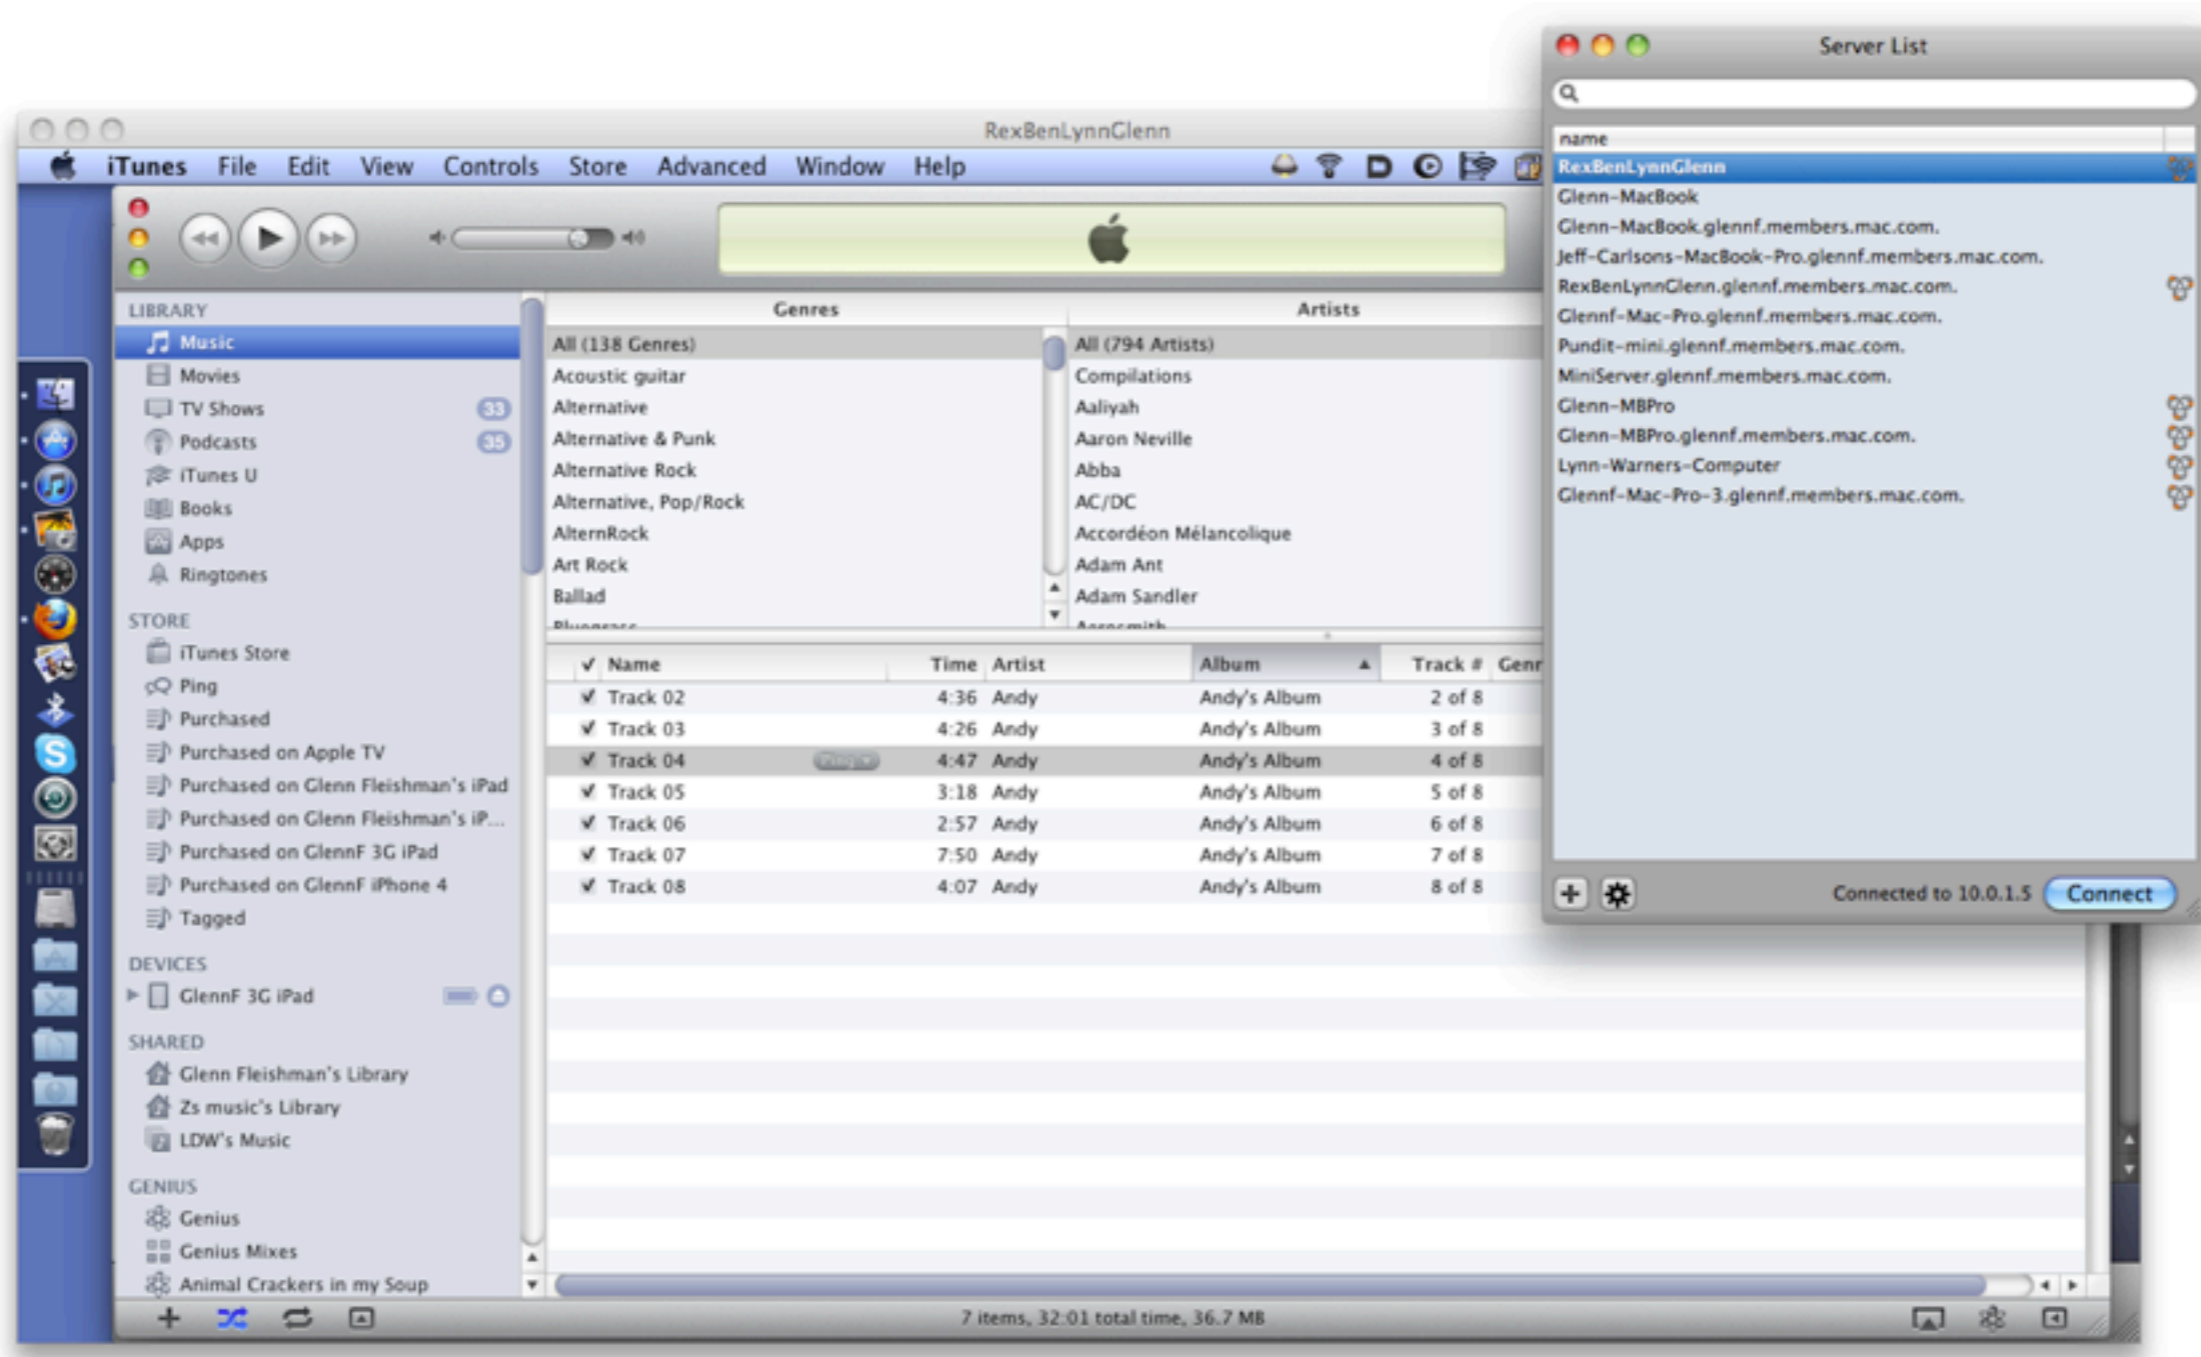 Server List
name
RexBenLynnGlenn
Glenn-MacBook
Glenn-MacBook.glennf.members.mac.com.
Jeff-Carlsons-MacBook-Pro.glennf.members.mac.com.
RexBenLynnGlenn.glennf.members.mac.com.
Glennf-Mac-Pro.glennf.members.mac.com.
Pundit-mini.glennf.members.mac.com.
MiniServer.glennf.members.mac.com.
Glenn-MBPro
Glenn-MBPro.glennf.members.mac.com.
Lynn-Warners-Computer
Glennf-Mac-Pro-3.glennf.members.mac.com.
Connected to 10.0.1.5 Connect
RexBenLynnGlenn
iTunes File Edit View Controls Store Advanced Window Help
LIBRARY
Music
Movies
TV Shows 33
Podcasts 35
iTunes U
Books
Apps
Ringtones
STORE
iTunes Store
Ping
Purchased
Purchased on Apple TV
Purchased on Glenn Fleishman's iPad
Purchased on Glenn Fleishman's iP...
Purchased on GlennF 3G iPad
Purchased on GlennF iPhone 4
Tagged
DEVICES
GlennF 3G iPad
SHARED
Glenn Fleishman's Library
Zs music's Library
LDW's Music
GENIUS
Genius
Genius Mixes
Animal Crackers in my Soup
Genres
All (138 Genres)
Acoustic guitar
Alternative
Alternative & Punk
Alternative Rock
Alternative, Pop/Rock
AlternRock
Art Rock
Ballad
Bluegrass
Artists
All (794 Artists)
Compilations
Aaliyah
Aaron Neville
Abba
AC/DC
Accordéon Mélancolique
Adam Ant
Adam Sandler
Aerosmith
Name Time Artist Album Track # Genr
Track 02 4:36 Andy Andy's Album 2 of 8
Track 03 4:26 Andy Andy's Album 3 of 8
Track 04 4:47 Andy Andy's Album 4 of 8
Track 05 3:18 Andy Andy's Album 5 of 8
Track 06 2:57 Andy Andy's Album 6 of 8
Track 07 7:50 Andy Andy's Album 7 of 8
Track 08 4:07 Andy Andy's Album 8 of 8
7 items, 32:01 total time, 36.7 MB